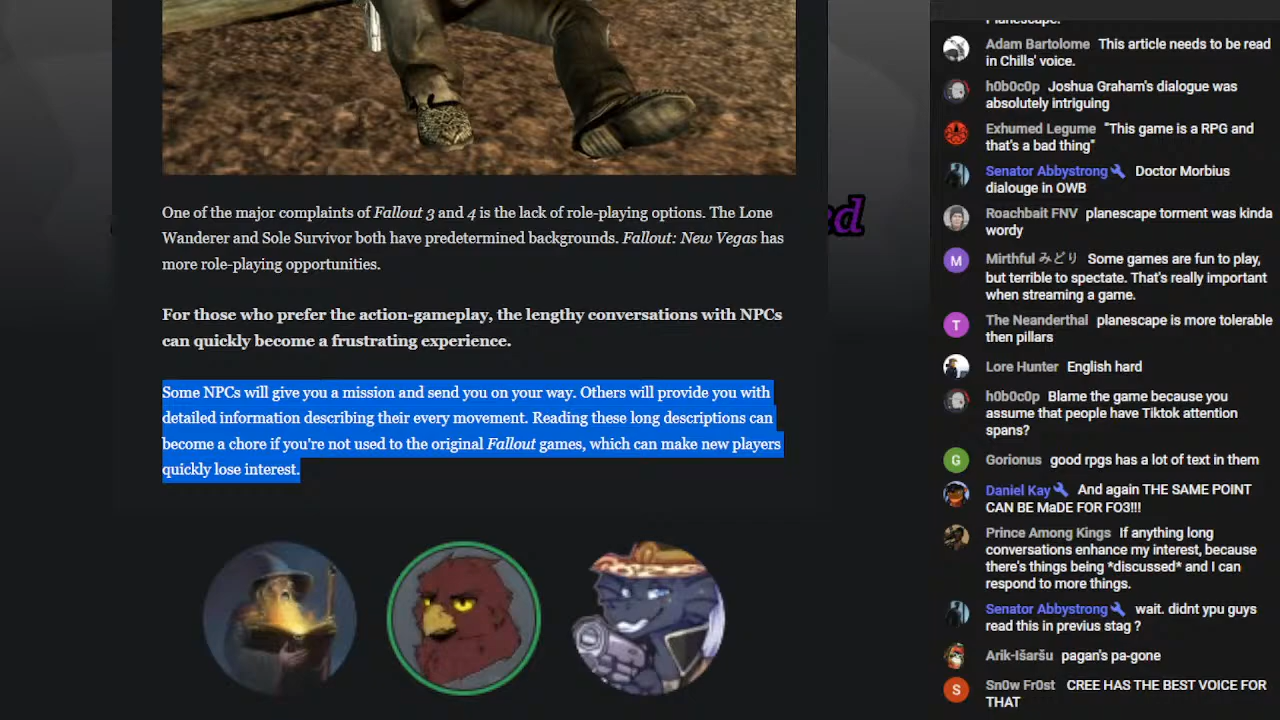 One of the major complaints of Fallout 3 and 4 is the lack of role-playing options. The Lone
Wanderer and Sole Survivor both have predetermined backgrounds. Fallout: New Vegas has
more role-playing opportunities.
For those who prefer the action-gameplay, the lengthy conversations with NPCs
can quickly become a frustrating experience.
Some NPCs will give you a mission and send you on your way. Others will provide you with
detailed information describing their every movement. Reading these long descriptions can
become a chore if you're not used to the original Fallout games, which can make new players
quickly lose interest.
ed
Planescape.
Adam Bartolome This article needs to be read
in Chills' voice.
h0b0c0p Joshua Graham's dialogue was
absolutely intriguing
Exhumed Legume "This game is a RPG and
that's a bad thing"
Senator Abbystrong Doctor Morbius
dialouge in OWB
Roachbait FNV planescape torment was kinda
wordy
M
Mirthful みどり Some games are fun to play,
but terrible to spectate. That's really important
when streaming a game.
T
The Neanderthal planescape is more tolerable
then pillars
Lore Hunter English hard
h0b0c0p Blame the game because you
assume that people have Tiktok attention
spans?
G
Gorionus good rpgs has a lot of text in them
Daniel Kay And again THE SAME POINT
CAN BE MaDE FOR FO3!!!
Prince Among Kings If anything long
conversations enhance my interest, because
there's things being *discussed* and I can
respond to more things.
Senator Abbystrong wait. didnt ypu guys
read this in previus stag ?
Arik-Išaršu pagan's pa-gone
S
Sn0w Fr0st CREE HAS THE BEST VOICE FOR
THAT